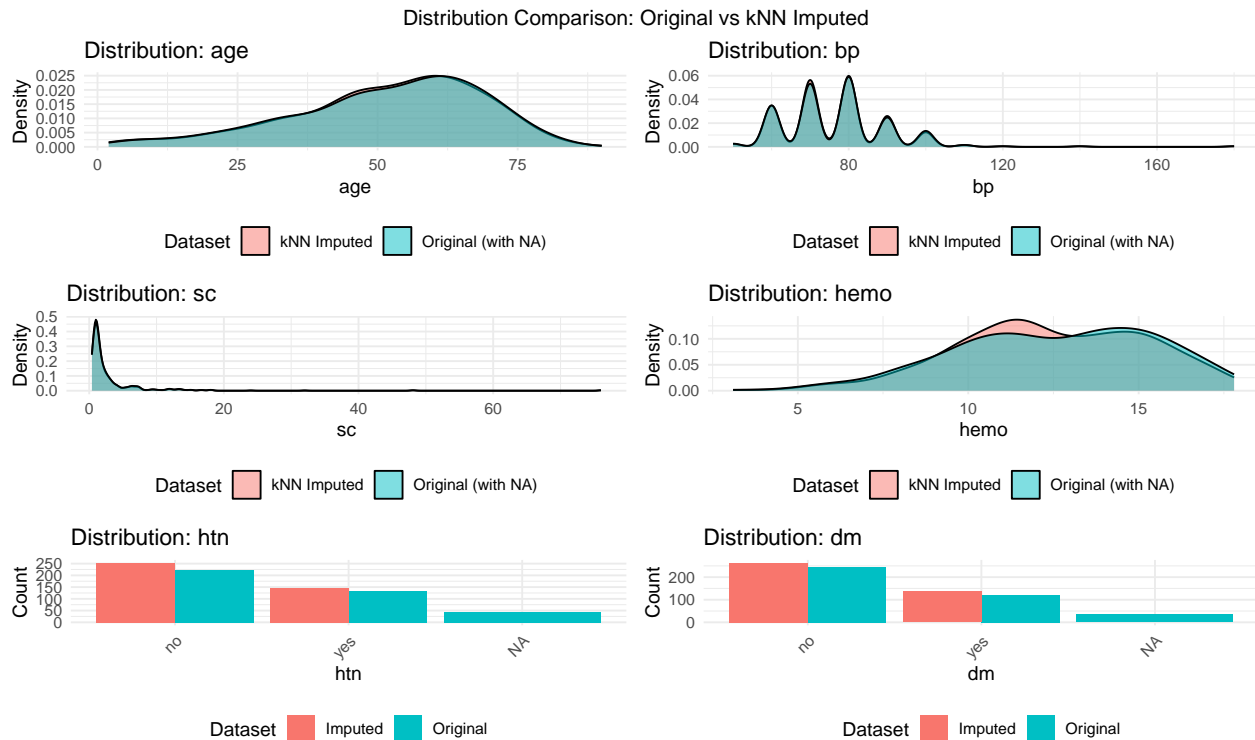 Distribution Comparison: Original vs kNN Imputed
Distribution: age
Density
0.025
0.020
0.015
0.010
0.005
0.000
0 25 50 75
age
Dataset kNN Imputed Original (with NA)
Distribution: bp
Density
0.06
0.04
0.02
0.00
80 120 160
bp
Dataset kNN Imputed Original (with NA)
Distribution: sc
Density
0.5
0.4
0.3
0.2
0.1
0.0
0 20 40 60
sc
Dataset kNN Imputed Original (with NA)
Distribution: hemo
Density
0.10
0.05
0.00
5 10 15
hemo
Dataset kNN Imputed Original (with NA)
Distribution: htn
Count
250
200
150
100
50
0
no yes NA
htn
Dataset Imputed Original
Distribution: dm
Count
200
100
0
no yes NA
dm
Dataset Imputed Original